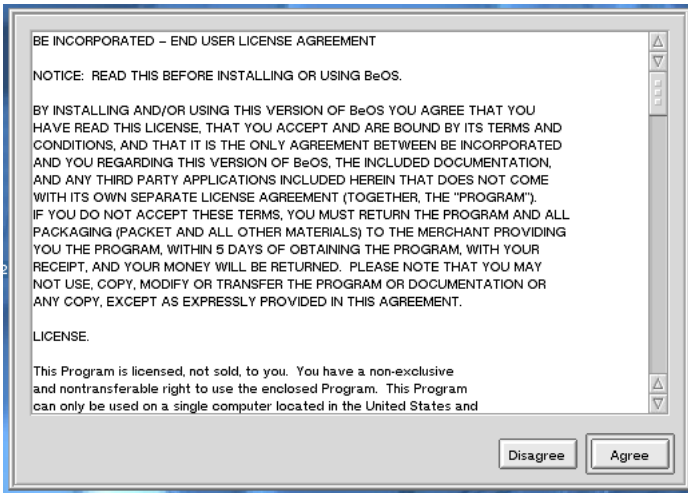 BE INCORPORATED – END USER LICENSE AGREEMENT
NOTICE:  READ THIS BEFORE INSTALLING OR USING BeOS.
BY INSTALLING AND/OR USING THIS VERSION OF BeOS YOU AGREE THAT YOU
HAVE READ THIS LICENSE, THAT YOU ACCEPT AND ARE BOUND BY ITS TERMS AND
CONDITIONS, AND THAT IT IS THE ONLY AGREEMENT BETWEEN BE INCORPORATED
AND YOU REGARDING THIS VERSION OF BeOS, THE INCLUDED DOCUMENTATION,
AND ANY THIRD PARTY APPLICATIONS INCLUDED HEREIN THAT DOES NOT COME
WITH ITS OWN SEPARATE LICENSE AGREEMENT (TOGETHER, THE "PROGRAM").
IF YOU DO NOT ACCEPT THESE TERMS, YOU MUST RETURN THE PROGRAM AND ALL
PACKAGING (PACKET AND ALL OTHER MATERIALS) TO THE MERCHANT PROVIDING
YOU THE PROGRAM, WITHIN 5 DAYS OF OBTAINING THE PROGRAM, WITH YOUR
RECEIPT, AND YOUR MONEY WILL BE RETURNED.  PLEASE NOTE THAT YOU MAY
NOT USE, COPY, MODIFY OR TRANSFER THE PROGRAM OR DOCUMENTATION OR
ANY COPY, EXCEPT AS EXPRESSLY PROVIDED IN THIS AGREEMENT.
LICENSE.
This Program is licensed, not sold, to you.  You have a non-exclusive
and nontransferable right to use the enclosed Program.  This Program
can only be used on a single computer located in the United States and
Disagree
Agree